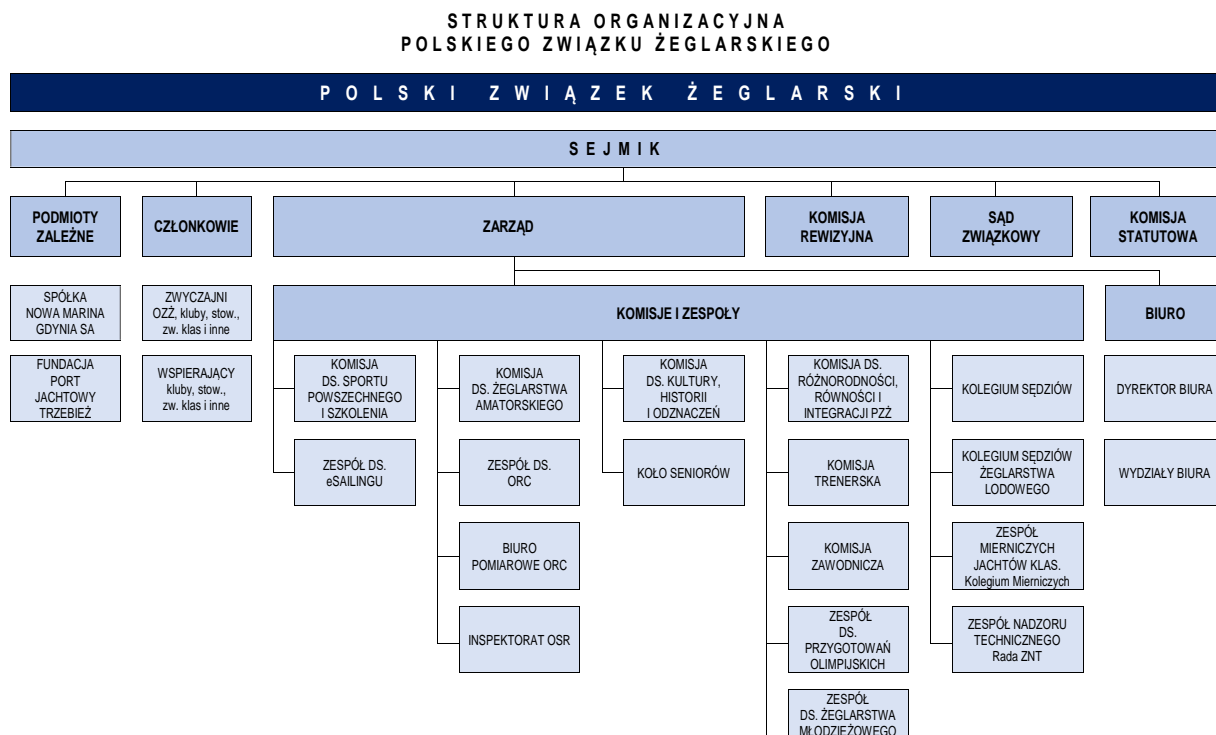 STRUKTURA ORGANIZACYJNA
POLSKIEGO ZWIĄZKU ŻEGLARSKIEGO
POLSKI ZWIĄZEK ŻEGLARSKI
SEJMIK
PODMIOTY
ZALEŻNE
CZŁONKOWIE
ZARZĄD
KOMISJA
REWIZYJNA
SĄD
ZWIĄZKOWY
KOMISJA
STATUTOWA
SPÓŁKA
NOWA MARINA
GDYNIA SA
ZWYCZAJNI
OZŻ, kluby, stow.,
zw. klas i inne
KOMISJE I ZESPOŁY
BIURO
FUNDACJA
PORT
JACHTOWY
TRZEBIEŻ
WSPIERAJĄCY
kluby, stow.,
zw. klas i inne
KOMISJA
DS. SPORTU
POWSZECHNEGO
I SZKOLENIA
KOMISJA
DS. ŻEGLARSTWA
AMATORSKIEGO
KOMISJA
DS. KULTURY,
HISTORII
I ODZNACZEŃ
KOMISJA DS.
RÓŻNORODNOŚCI,
RÓWNOŚCI I
INTEGRACJI PZŻ
KOLEGIUM SĘDZIÓW
DYREKTOR BIURA
ZESPÓŁ DS.
eSAILINGU
ZESPÓŁ DS.
ORC
KOŁO SENIORÓW
KOMISJA
TRENERSKA
KOLEGIUM SĘDZIÓW
ŻEGLARSTWA
LODOWEGO
WYDZIAŁY BIURA
BIURO
POMIAROWE ORC
KOMISJA
ZAWODNICZA
ZESPÓŁ
MIERNICZYCH
JACHTÓW KLAS.
Kolegium Mierniczych
INSPEKTORAT OSR
ZESPÓŁ
DS.
PRZYGOTOWAŃ
OLIMPIJSKICH
ZESPÓŁ NADZORU
TECHNICZNEGO
Rada ZNT
ZESPÓŁ
DS. ŻEGLARSTWA
MŁODZIEŻOWEGO